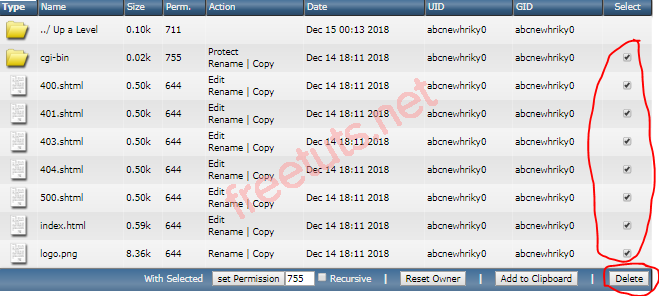 Type Name Size Perm. Action Date UID GID Select
../ Up a Level 0.10k 711 Dec 15 00:13 2018 abcnewhriky0 abcnewhriky0
cgi-bin 0.02k 755 Protect Dec 14 18:11 2018 abcnewhriky0 abcnewhriky0
Rename | Copy
400.shtml 0.50k 644 Edit Dec 14 18:11 2018 abcnewhriky0 abcnewhriky0
Rename | Copy
401.shtml 0.50k 644 Edit Dec 14 18:11 2018 abcnewhriky0 abcnewhriky0
Rename | Copy
403.shtml 0.50k 644 Edit Dec 14 18:11 2018 abcnewhriky0 abcnewhriky0
Rename | Copy
404.shtml 0.50k 644 Edit Dec 14 18:11 2018 abcnewhriky0 abcnewhriky0
Rename | Copy
500.shtml 0.50k 644 Edit Dec 14 18:11 2018 abcnewhriky0 abcnewhriky0
Rename | Copy
index.html 0.59k 644 Edit Dec 14 18:11 2018 abcnewhriky0 abcnewhriky0
Rename | Copy
logo.png 8.36k 644 Rename | Copy Dec 14 18:11 2018 abcnewhriky0 abcnewhriky0
With Selected set Permission 755 Recursive | Reset Owner | Add to Clipboard | Delete
freetuts.net